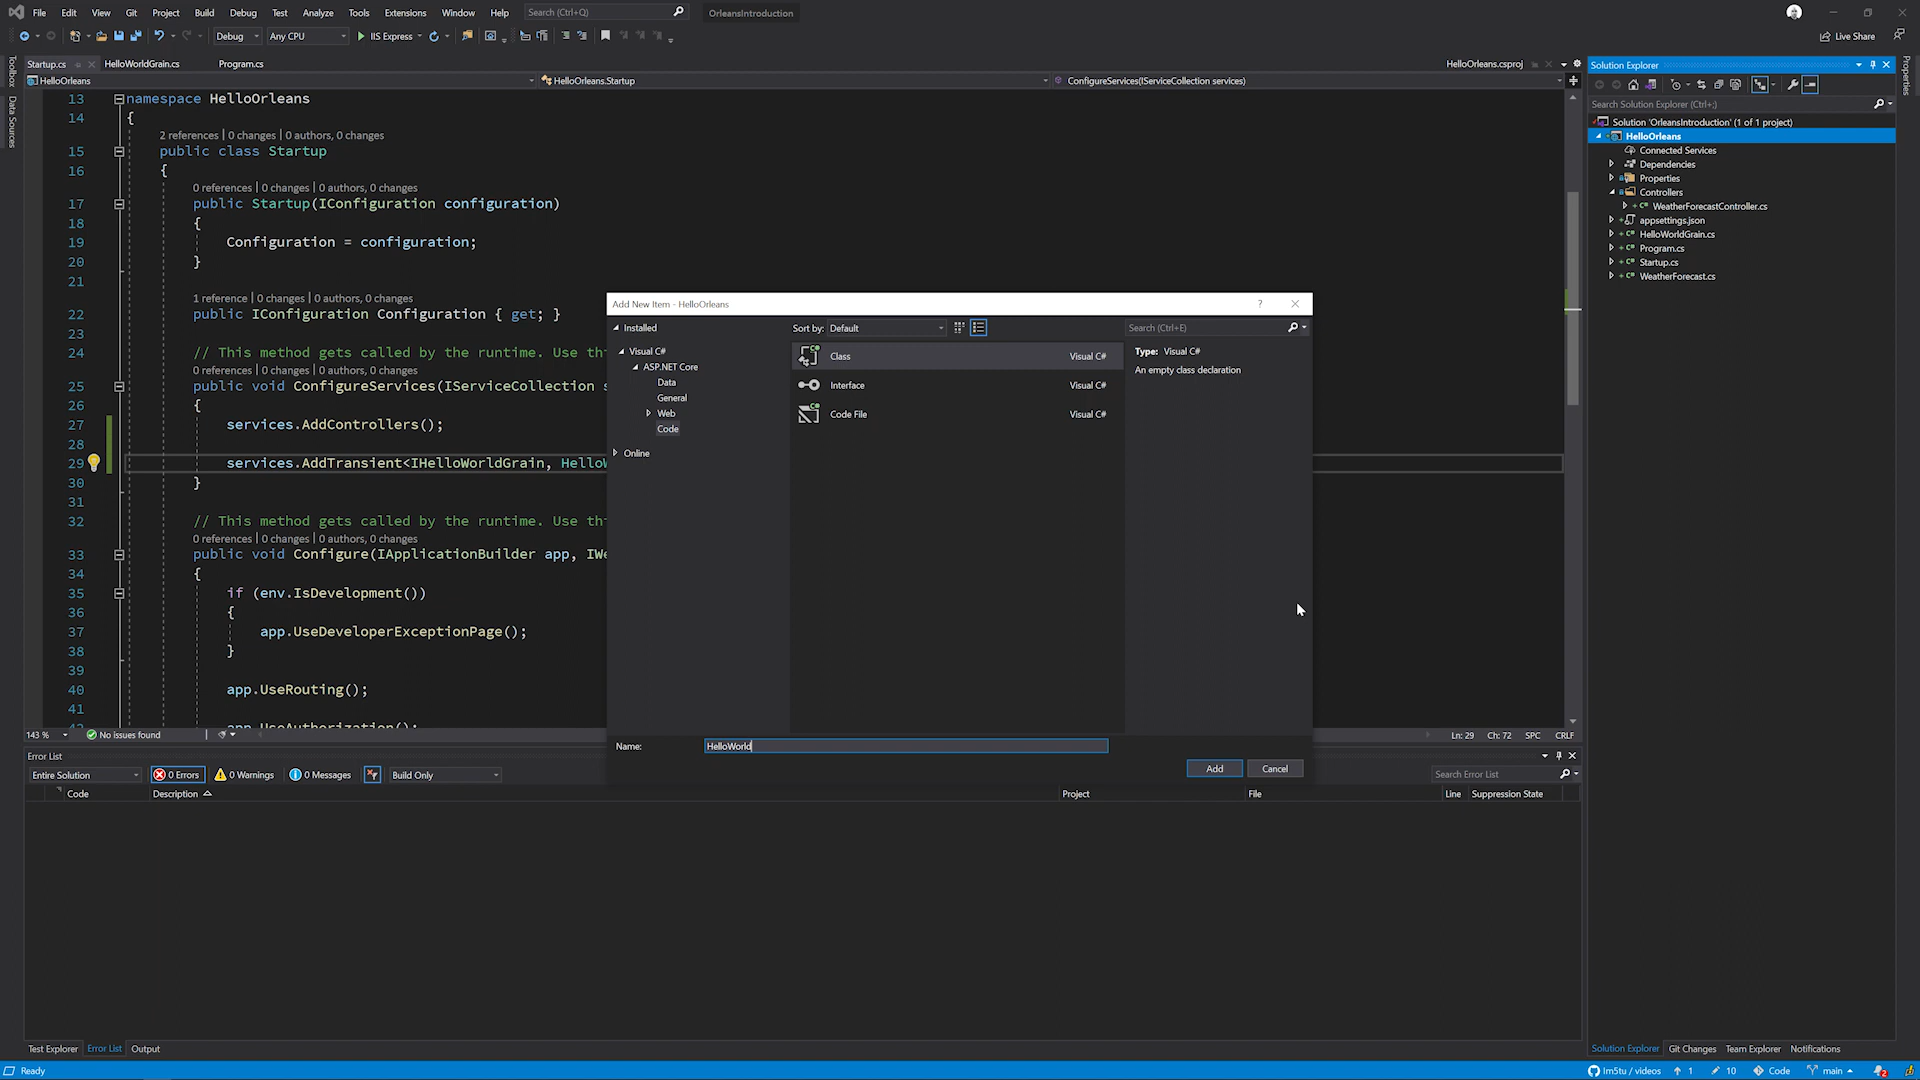 File Edit View Git Project Build Debug Test Analyze Tools Extensions Window Help Search (Ctrl+Q) OrleansIntroduction
Debug Any CPU IIS Express Live Share
Startup.cs HelloWorldGrain.cs Program.cs HelloOrleans.csproj
HelloOrleans HelloOrleans.Startup ConfigureServices(IServiceCollection services)
Toolbox
Data Sources
13 namespace HelloOrleans
14 {
2 references | 0 changes | 0 authors, 0 changes
15 public class Startup
16 {
0 references | 0 changes | 0 authors, 0 changes
17 public Startup(IConfiguration configuration)
18 {
19 Configuration = configuration;
20 }
21
1 reference | 0 changes | 0 authors, 0 changes
22 public IConfiguration Configuration { get; }
23
24 // This method gets called by the runtime. Use thi
0 references | 0 changes | 0 authors, 0 changes
25 public void ConfigureServices(IServiceCollection s
26 {
27 services.AddControllers();
28
29 services.AddTransient<IHelloWorldGrain, HelloW
30 }
31
32 // This method gets called by the runtime. Use thi
0 references | 0 changes | 0 authors, 0 changes
33 public void Configure(IApplicationBuilder app, IWe
34 {
35 if (env.IsDevelopment())
36 {
37 app.UseDeveloperExceptionPage();
38 }
39
40 app.UseRouting();
41
42 app.UseAuthorization();
143 % No issues found Ln: 29 Ch: 72 SPC CRLF
Add New Item - HelloOrleans ?
Installed
Visual C#
ASP.NET Core
Data
General
Web
Code
Online
Sort by: Default
Class Visual C#
Interface Visual C#
Code File Visual C#
Search (Ctrl+E)
Type: Visual C#
An empty class declaration
Name: HelloWorld
Add Cancel
Error List
Entire Solution 0 Errors 0 Warnings 0 Messages Build Only Search Error List
Code Description Project File Line Suppression State
Test Explorer Error List Output
Solution Explorer
Search Solution Explorer (Ctrl+;)
Solution 'OrleansIntroduction' (1 of 1 project)
HelloOrleans
Connected Services
Dependencies
Properties
Controllers
WeatherForecastController.cs
appsettings.json
HelloWorldGrain.cs
Program.cs
Startup.cs
WeatherForecast.cs
Properties
Solution Explorer Git Changes Team Explorer Notifications
Ready lm5tu / videos 1 10 Code main 2